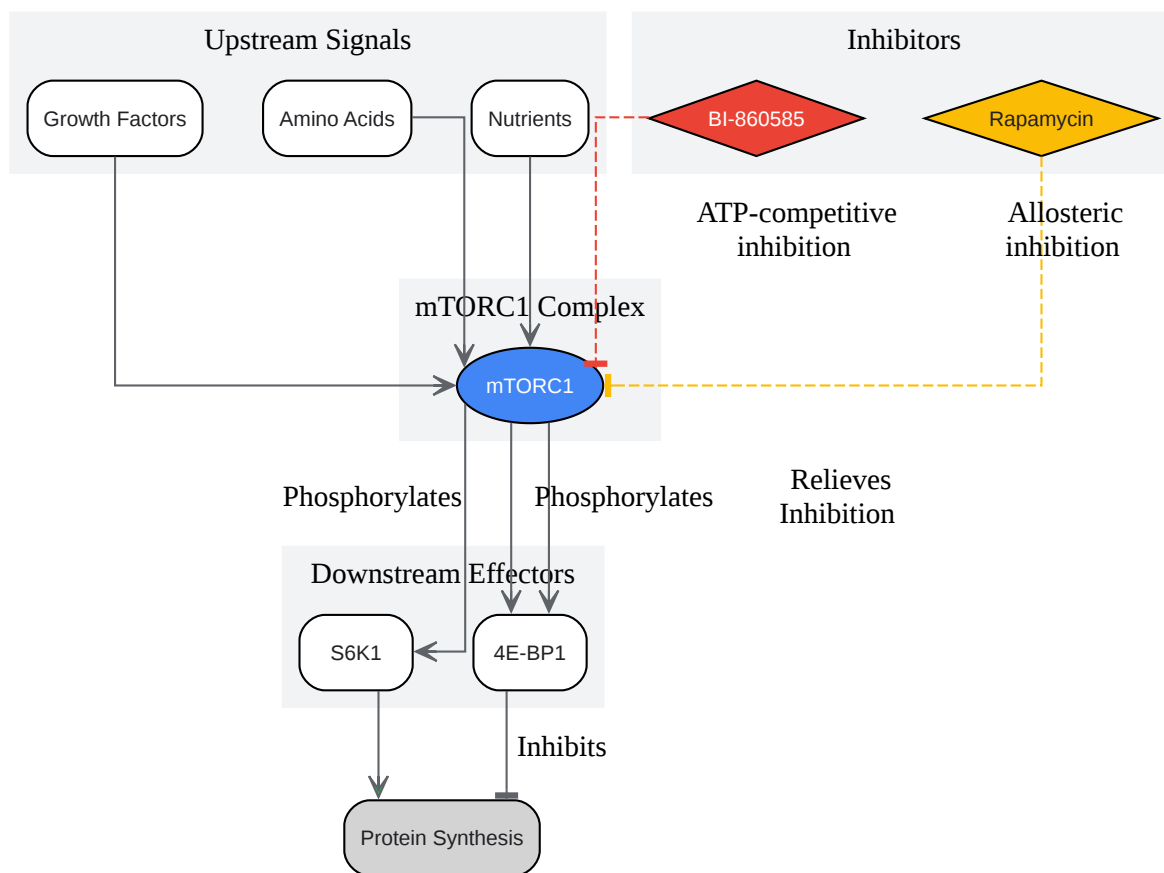 Upstream Signals
Inhibitors
Growth Factors
Amino Acids
Nutrients
BI-860585
Rapamycin
ATP-competitive
inhibition
Allosteric
inhibition
mTORC1 Complex
mTORC1
Phosphorylates
Phosphorylates
Relieves
Inhibition
Downstream Effectors
S6K1
4E-BP1
Inhibits
Protein Synthesis